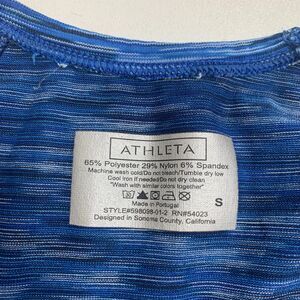 ATHLETA
65% Polyester 29% Nylon 6% Spandex
Machine wash cold/Do not bleach/Tumble dry low
Cool Iron if needed/Do not dry clean
"Wash with similar colors together"
S
Made in Portugal
STYLE#598098-01-2 RN#54023
Designed in Sonoma County, California